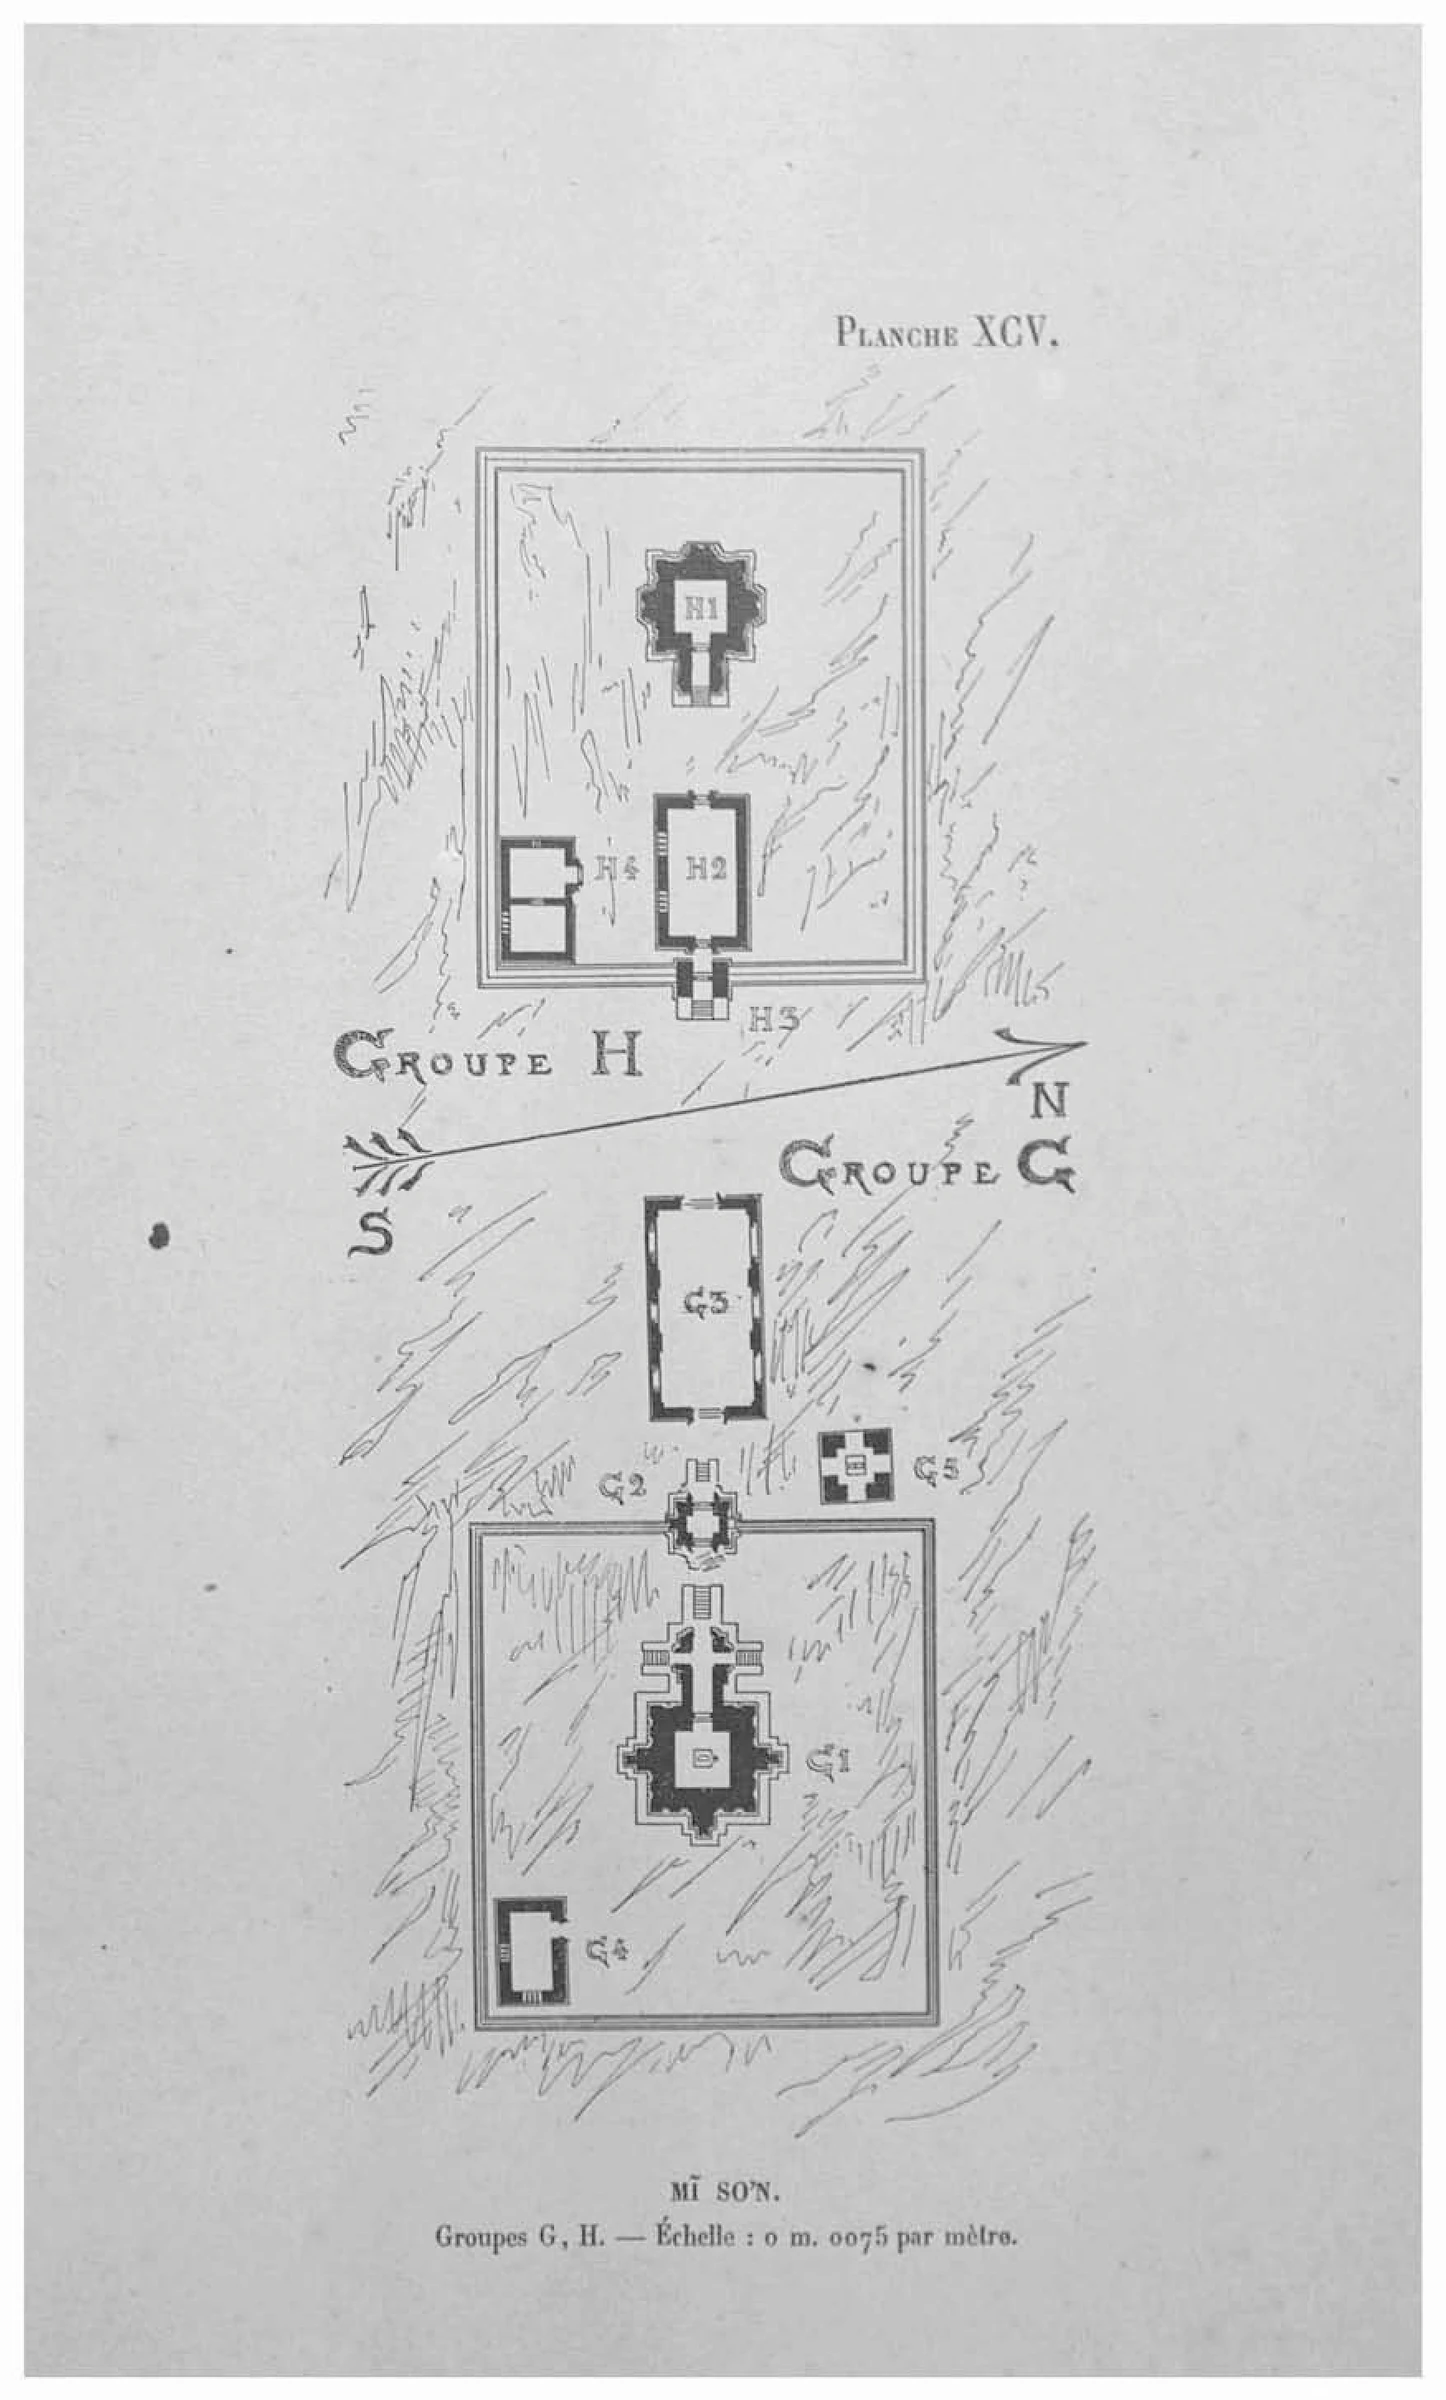 PLANCHE XCV.
H1
H4
H2
H3
GROUPE H
N
GROUPE G
S
G3
G2
G5
G1
G4
MĨ SO'N.
Groupes G, H. — Échelle : 0 m. 0075 par mètre.